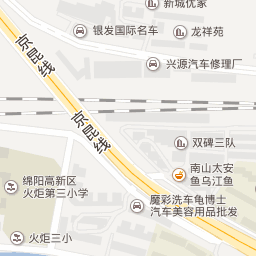 新城优家
银发国际名车
龙祥苑
京昆线
兴源汽车修理厂
京昆线
双碑三队
南山太安
鱼乌江鱼
绵阳高新区
火炬第三小学
魔彩洗车龟博士
汽车美容用品批发
火炬三小